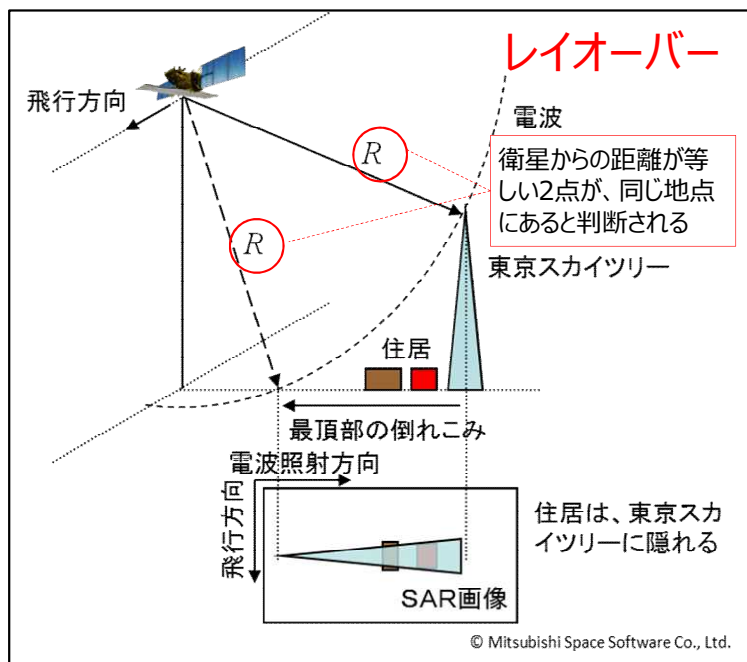 レイオーバー
飛行方向
電波
R
衛星からの距離が等
しい2点が、同じ地点
にあると判断される
R
東京スカイツリー
住居
最頂部の倒れこみ
電波照射方向
飛行方向
住居は、東京スカ
イツリーに隠れる
SAR画像
© Mitsubishi Space Software Co., Ltd.